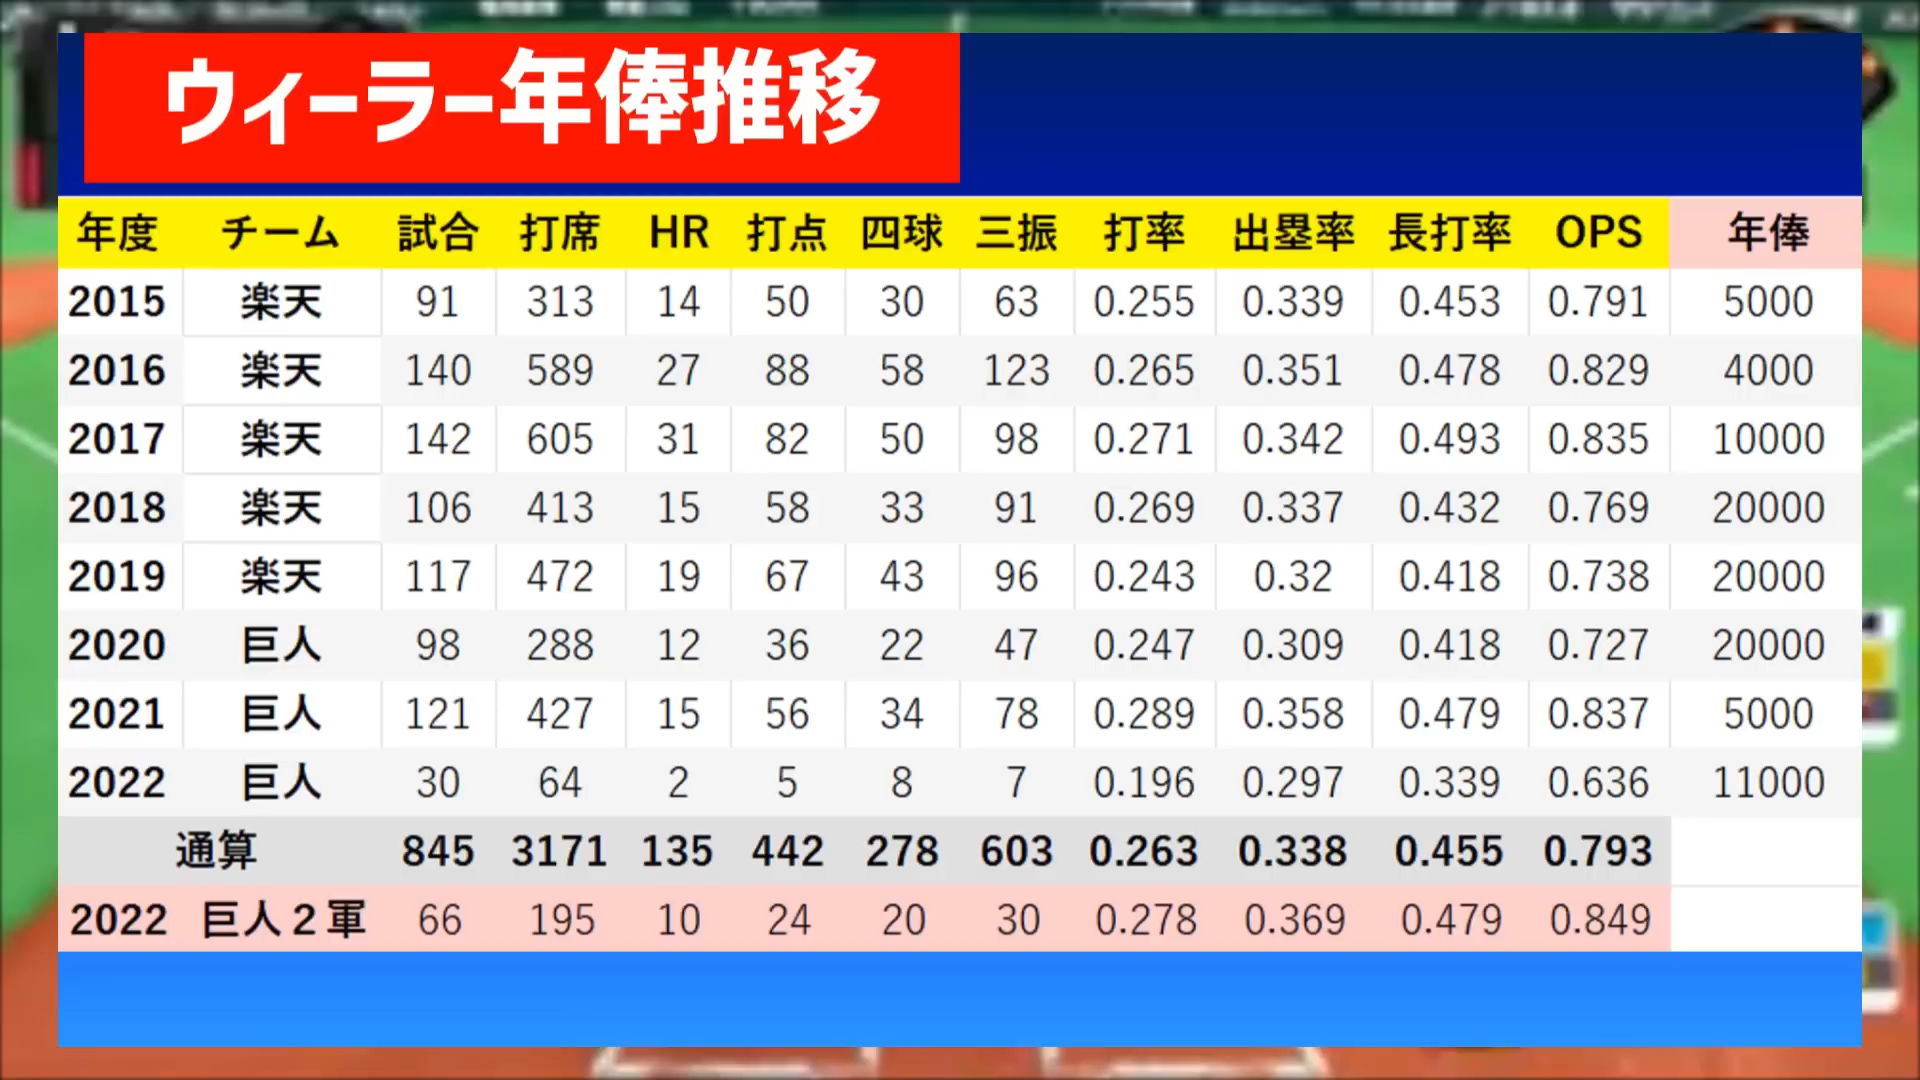 ウィーラー年俸推移
年度 チーム 試合 打席 HR 打点 四球 三振 打率 出塁率 長打率 OPS 年俸
2015 楽天 91 313 14 50 30 63 0.255 0.339 0.453 0.791 5000
2016 楽天 140 589 27 88 58 123 0.265 0.351 0.478 0.829 4000
2017 楽天 142 605 31 82 50 98 0.271 0.342 0.493 0.835 10000
2018 楽天 106 413 15 58 33 91 0.269 0.337 0.432 0.769 20000
2019 楽天 117 472 19 67 43 96 0.243 0.32 0.418 0.738 20000
2020 巨人 98 288 12 36 22 47 0.247 0.309 0.418 0.727 20000
2021 巨人 121 427 15 56 34 78 0.289 0.358 0.479 0.837 5000
2022 巨人 30 64 2 5 8 7 0.196 0.297 0.339 0.636 11000
通算 845 3171 135 442 278 603 0.263 0.338 0.455 0.793
2022 巨人２軍 66 195 10 24 20 30 0.278 0.369 0.479 0.849